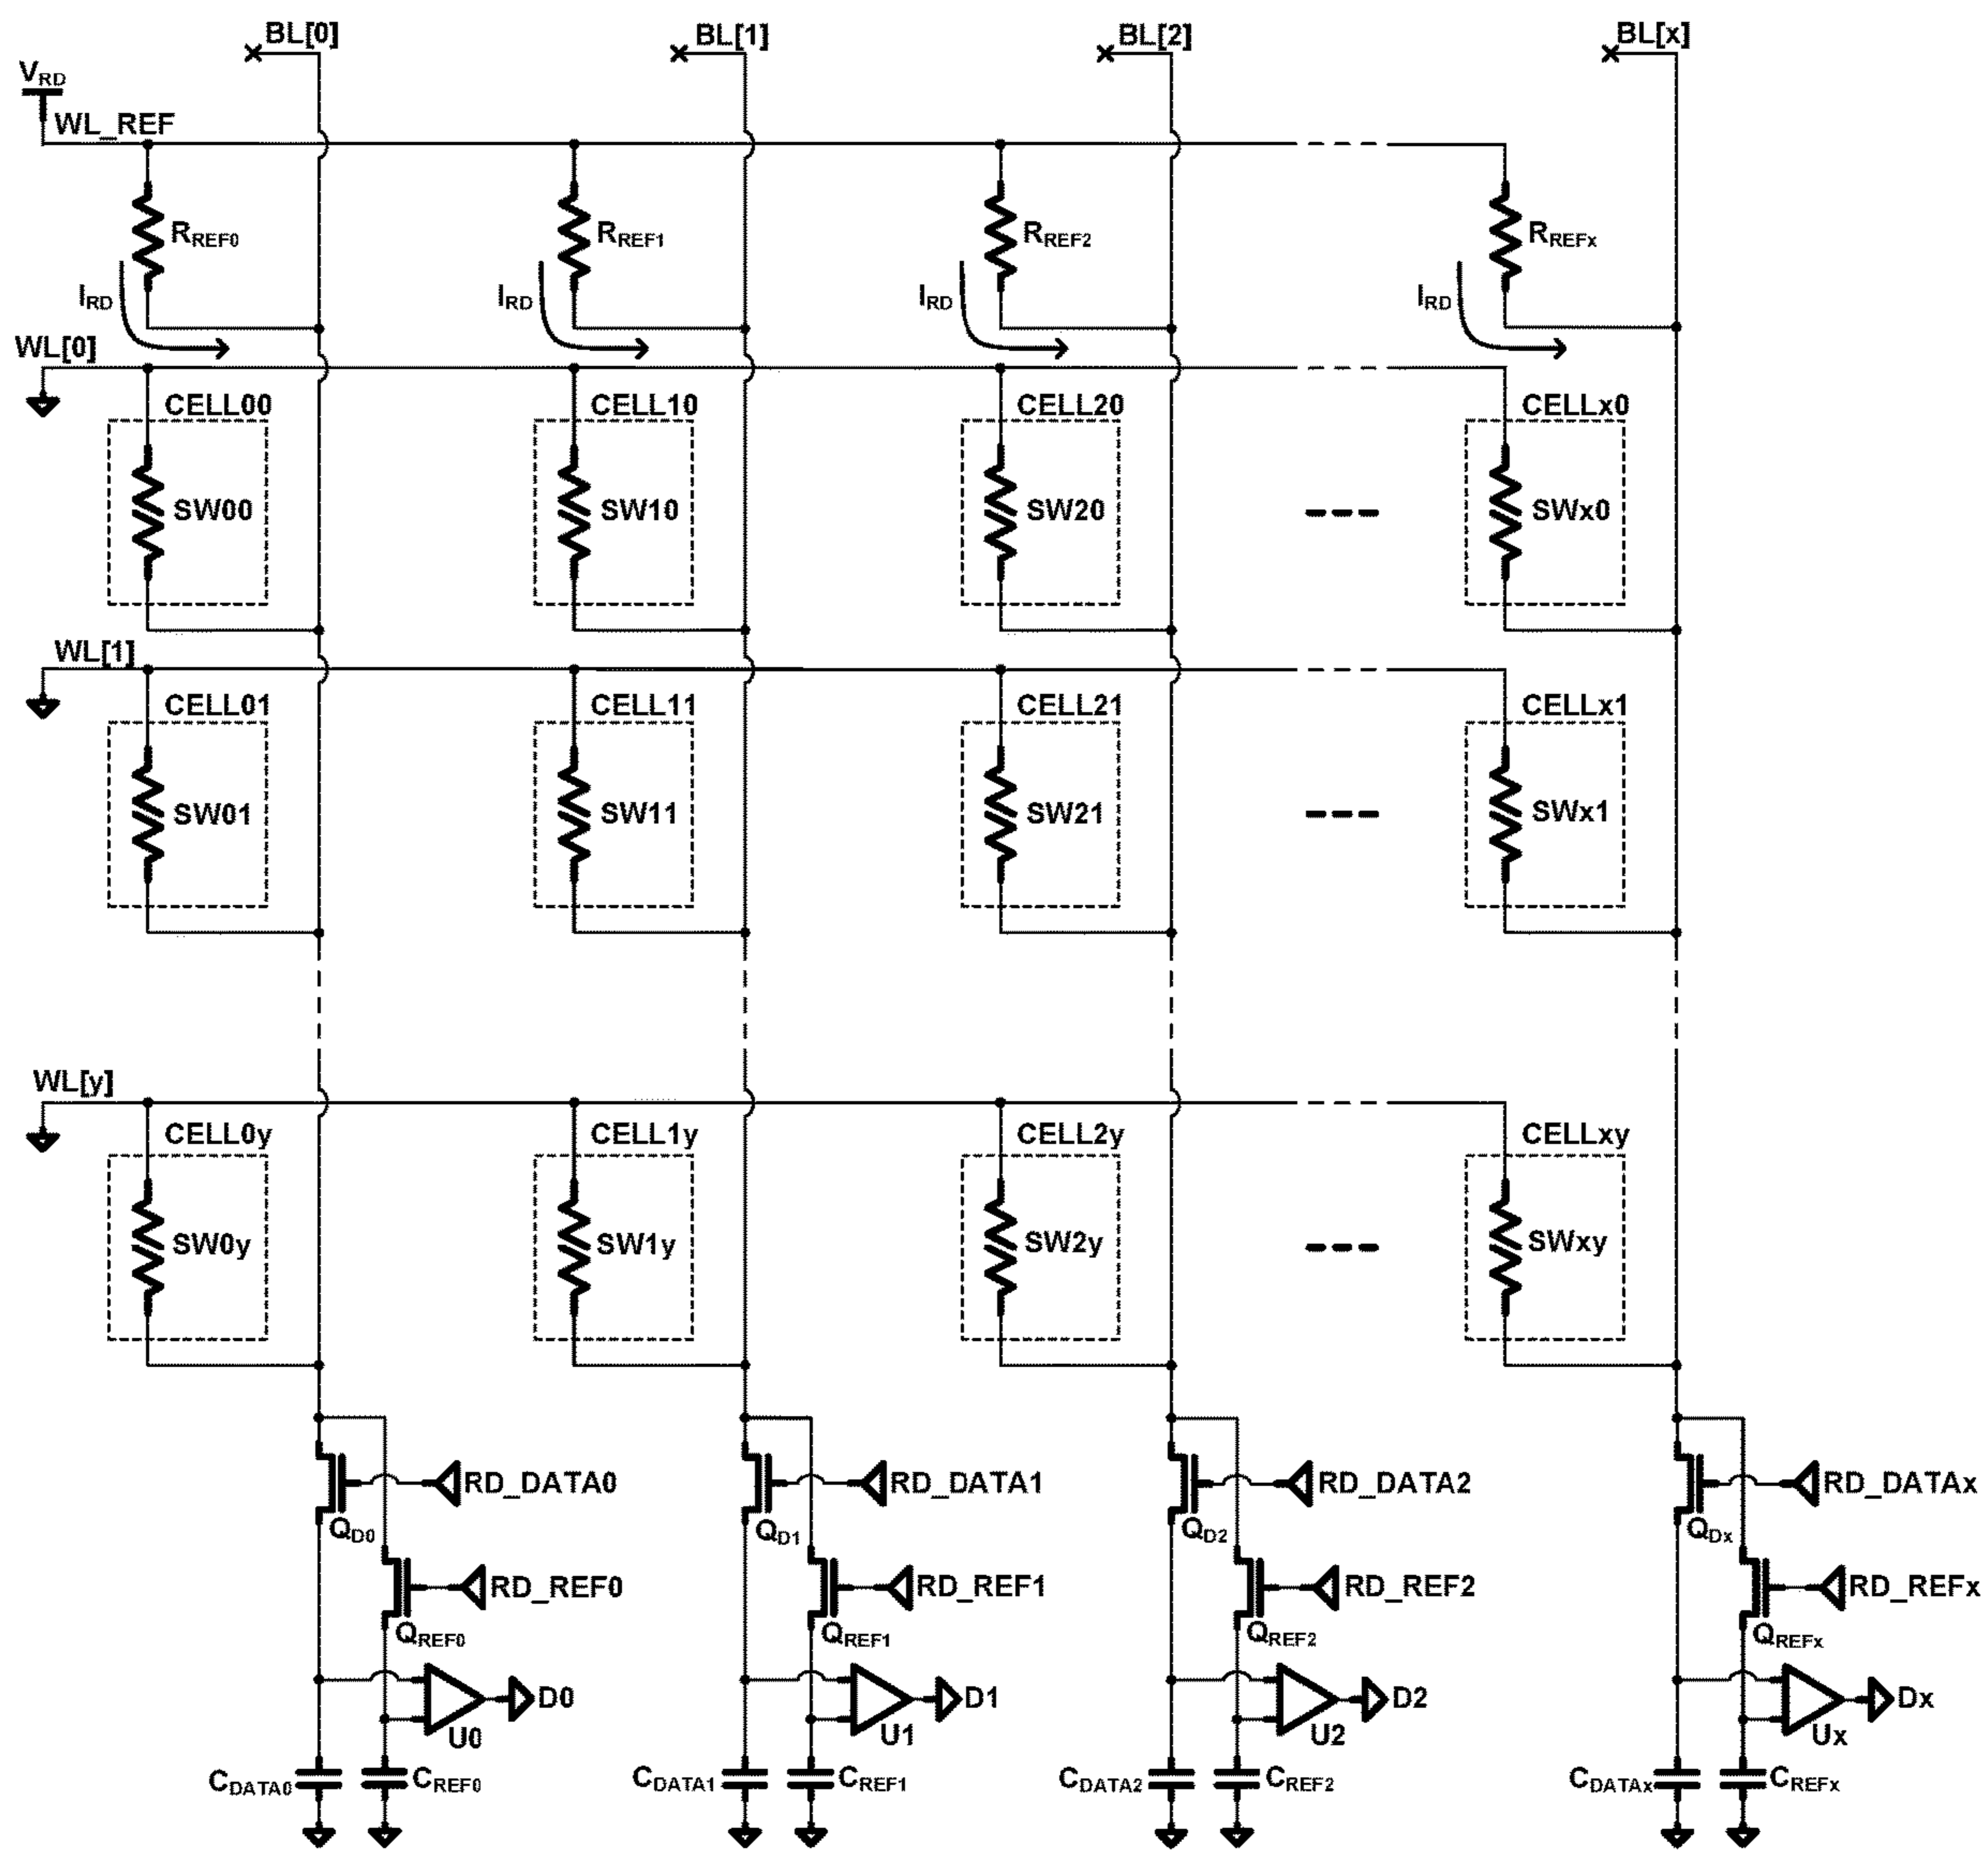 BL[0] BL[1] BL[2] BL[x]
VRD
WL_REF
RREF0 RREF1 RREF2 RREFx
IRD IRD IRD IRD
WL[0]
CELL00 CELL10 CELL20 CELLx0
SW00 SW10 SW20 SWx0
WL[1]
CELL01 CELL11 CELL21 CELLx1
SW01 SW11 SW21 SWx1
WL[y]
CELL0y CELL1y CELL2y CELLxy
SW0y SW1y SW2y SWxy
RD_DATA0 RD_DATA1 RD_DATA2 RD_DATAx
QD0 QD1 QD2 QDx
RD_REF0 RD_REF1 RD_REF2 RD_REFx
QREF0 QREF1 QREF2 QREFx
D0 D1 D2 Dx
U0 U1 U2 Ux
CDATA0 CREF0 CDATA1 CREF1 CDATA2 CREF2 CDATAx CREFx